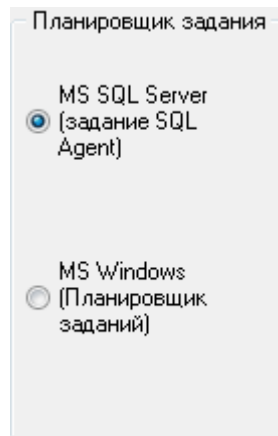 Планировщик задания
MS SQL Server
(задание SQL
Agent)
MS Windows
(Планировщик
заданий)